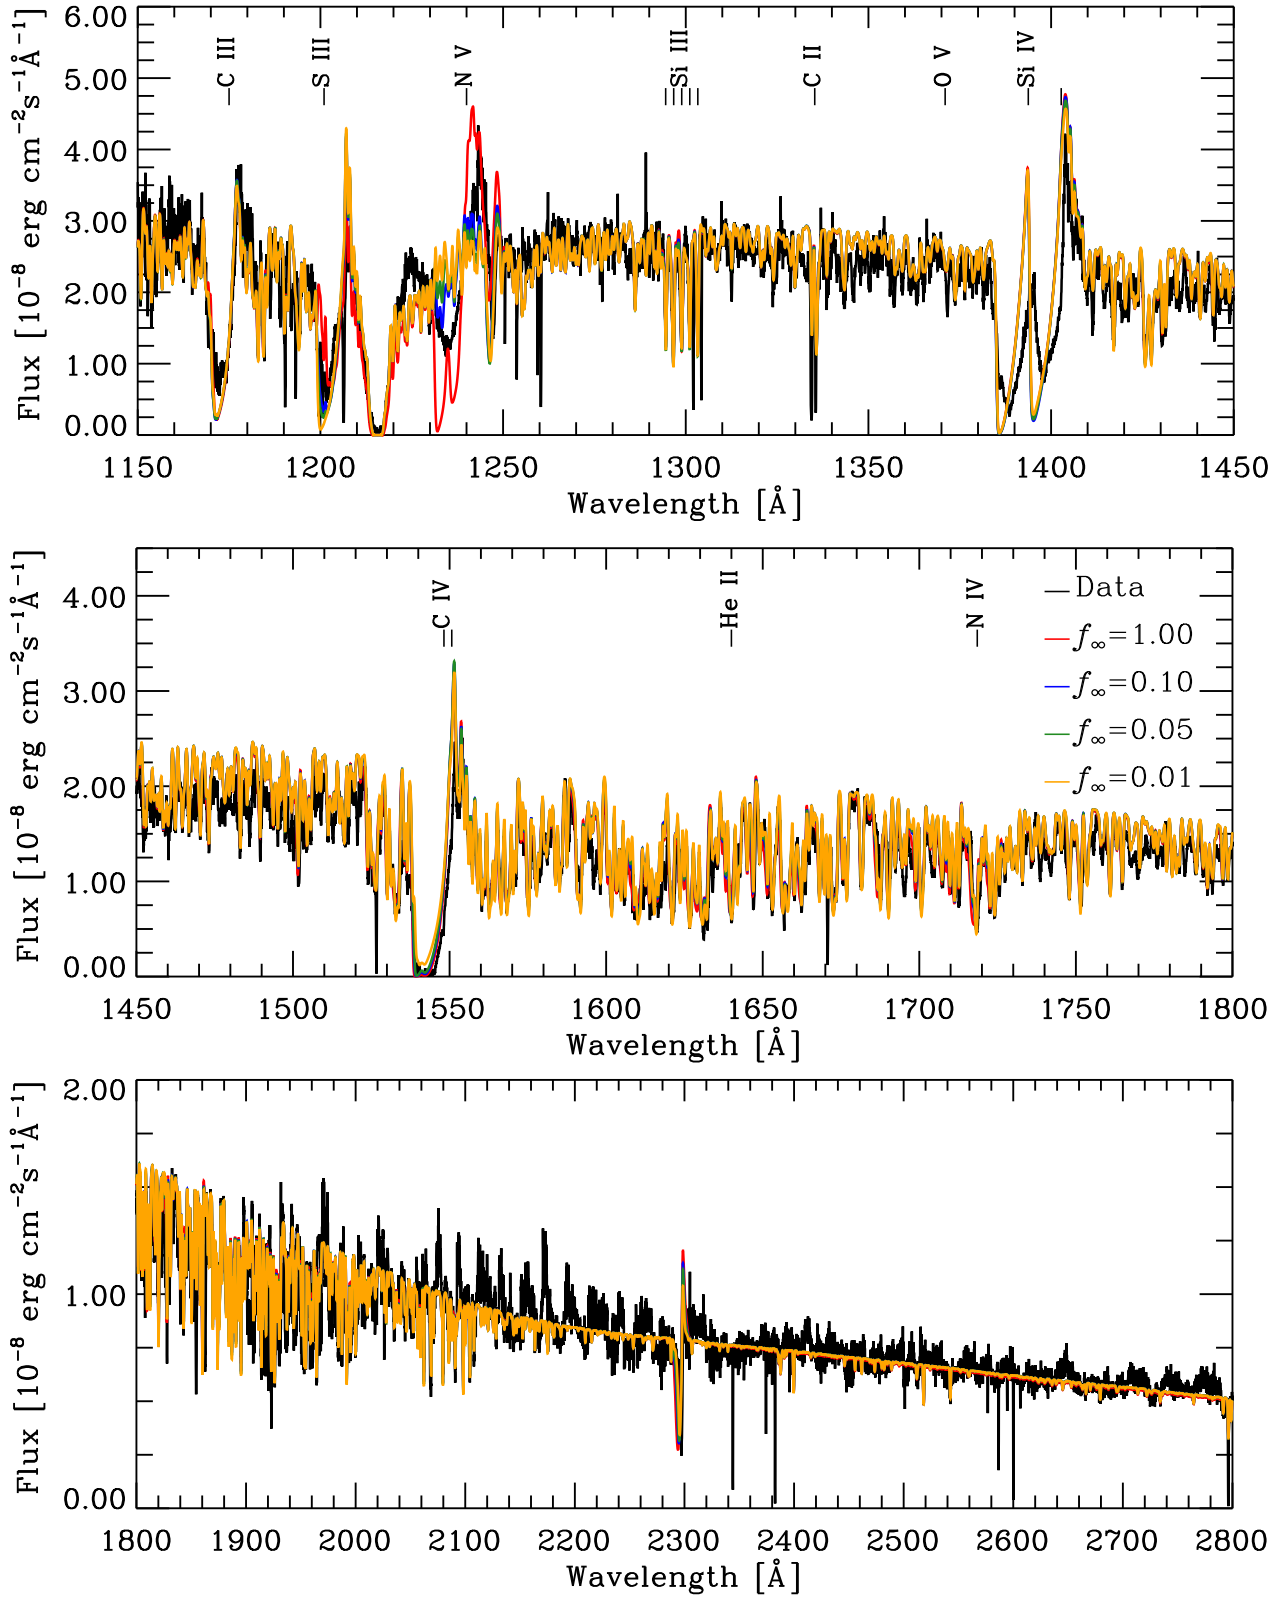 6.00
5.00
4.00
3.00
2.00
1.00
0.00
Flux [10⁻⁸ erg cm⁻²s⁻¹Å⁻¹]
C III
S III
N V
Si III
C II
O V
Si IV
1150 1200 1250 1300 1350 1400 1450
Wavelength [Å]
4.00
3.00
2.00
1.00
0.00
Flux [10⁻⁸ erg cm⁻²s⁻¹Å⁻¹]
C IV
He II
N IV
Data
f∞=1.00
f∞=0.10
f∞=0.05
f∞=0.01
1450 1500 1550 1600 1650 1700 1750 1800
Wavelength [Å]
2.00
1.00
0.00
Flux [10⁻⁸ erg cm⁻²s⁻¹Å⁻¹]
1800 1900 2000 2100 2200 2300 2400 2500 2600 2700 2800
Wavelength [Å]